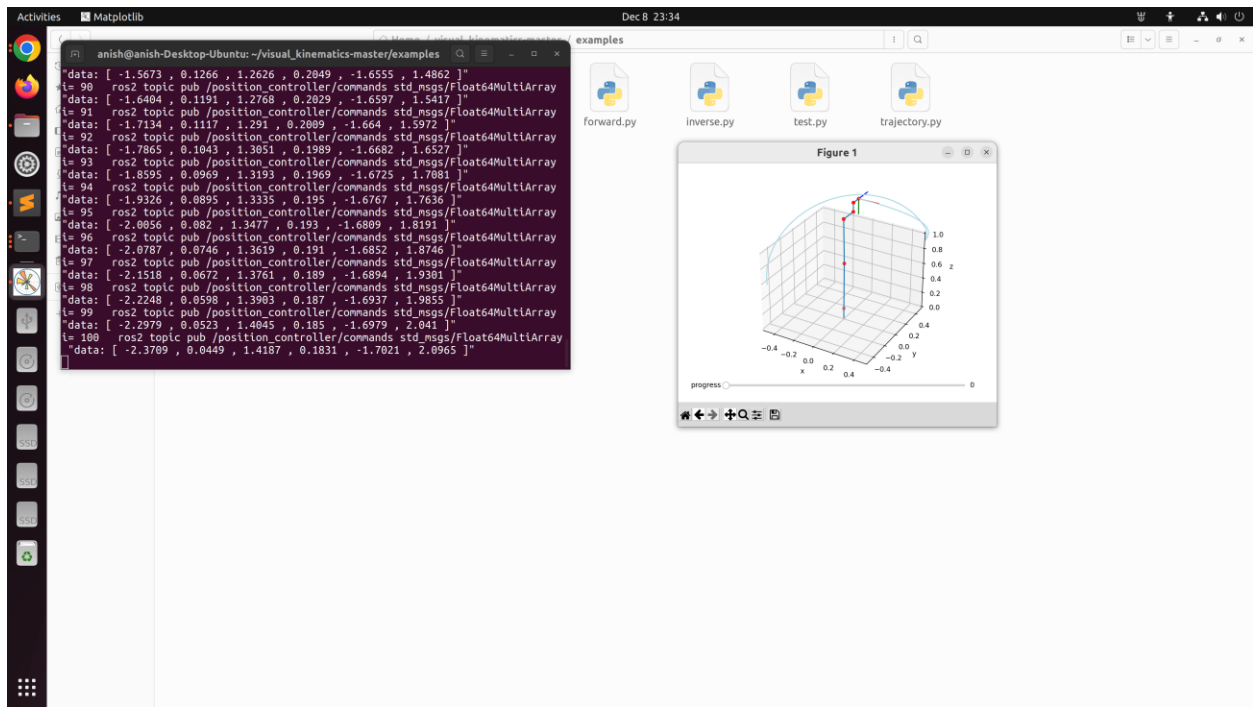 Activities
Matplotlib
Dec 8 23:34
anish@anish-Desktop-Ubuntu: ~/visual_kinematics-master/examples
/ examples
"data: [ -1.5673 , 0.1266 , 1.2626 , 0.2049 , -1.6555 , 1.4862 ]"
i= 90 ros2 topic pub /position_controller/commands std_msgs/Float64MultiArray
"data: [ -1.6404 , 0.1191 , 1.2768 , 0.2029 , -1.6597 , 1.5417 ]"
i= 91 ros2 topic pub /position_controller/commands std_msgs/Float64MultiArray
"data: [ -1.7134 , 0.1117 , 1.291 , 0.2009 , -1.664 , 1.5972 ]"
i= 92 ros2 topic pub /position_controller/commands std_msgs/Float64MultiArray
"data: [ -1.7865 , 0.1043 , 1.3051 , 0.1989 , -1.6682 , 1.6527 ]"
i= 93 ros2 topic pub /position_controller/commands std_msgs/Float64MultiArray
"data: [ -1.8595 , 0.0969 , 1.3193 , 0.1969 , -1.6725 , 1.7081 ]"
i= 94 ros2 topic pub /position_controller/commands std_msgs/Float64MultiArray
"data: [ -1.9326 , 0.0895 , 1.3335 , 0.195 , -1.6767 , 1.7636 ]"
i= 95 ros2 topic pub /position_controller/commands std_msgs/Float64MultiArray
"data: [ -2.0056 , 0.082 , 1.3477 , 0.193 , -1.6809 , 1.8191 ]"
i= 96 ros2 topic pub /position_controller/commands std_msgs/Float64MultiArray
"data: [ -2.0787 , 0.0746 , 1.3619 , 0.191 , -1.6852 , 1.8746 ]"
i= 97 ros2 topic pub /position_controller/commands std_msgs/Float64MultiArray
"data: [ -2.1518 , 0.0672 , 1.3761 , 0.189 , -1.6894 , 1.9301 ]"
i= 98 ros2 topic pub /position_controller/commands std_msgs/Float64MultiArray
"data: [ -2.2248 , 0.0598 , 1.3903 , 0.187 , -1.6937 , 1.9855 ]"
i= 99 ros2 topic pub /position_controller/commands std_msgs/Float64MultiArray
"data: [ -2.2979 , 0.0523 , 1.4045 , 0.185 , -1.6979 , 2.041 ]"
i= 100 ros2 topic pub /position_controller/commands std_msgs/Float64MultiArray
"data: [ -2.3709 , 0.0449 , 1.4187 , 0.1831 , -1.7021 , 2.0965 ]"
forward.py
inverse.py
test.py
trajectory.py
Figure 1
1.0
0.8
0.6 z
0.4
0.2
0.0
0.4
0.2 y
0.0
-0.2
-0.4
-0.4
-0.2
0.0
0.2
0.4
x
progress
0
SSD
SSD
SSD